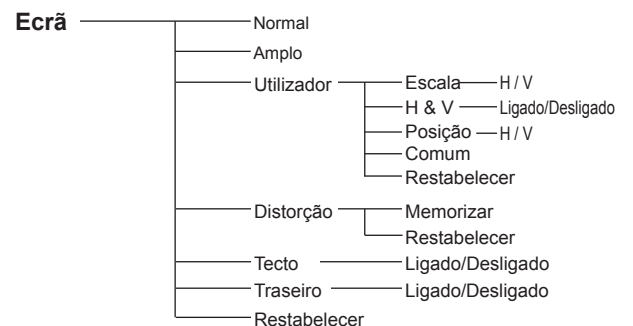 Ecrã Normal
Amplo
Utilizador Escala H / V
H & V Ligado/Desligado
Posição H / V
Comum
Restabelecer
Distorção Memorizar
Restabelecer
Tecto Ligado/Desligado
Traseiro Ligado/Desligado
Restabelecer